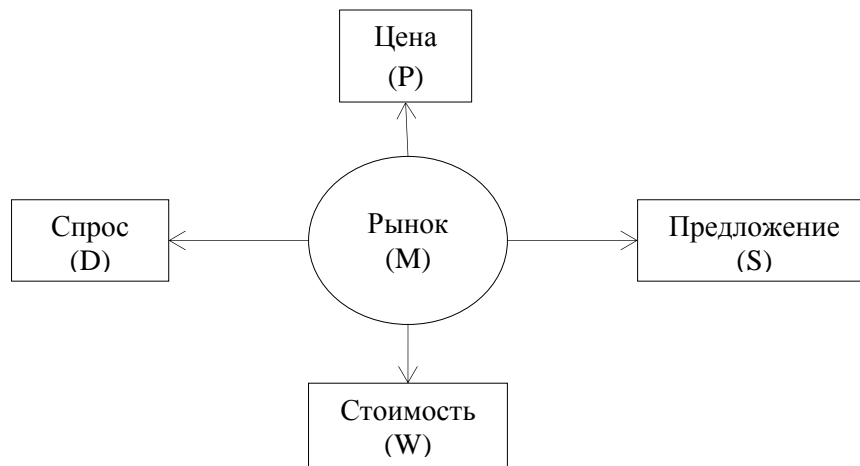 Цена
(P)
Спрос
(D)
Рынок
(M)
Предложение
(S)
Стоимость
(W)